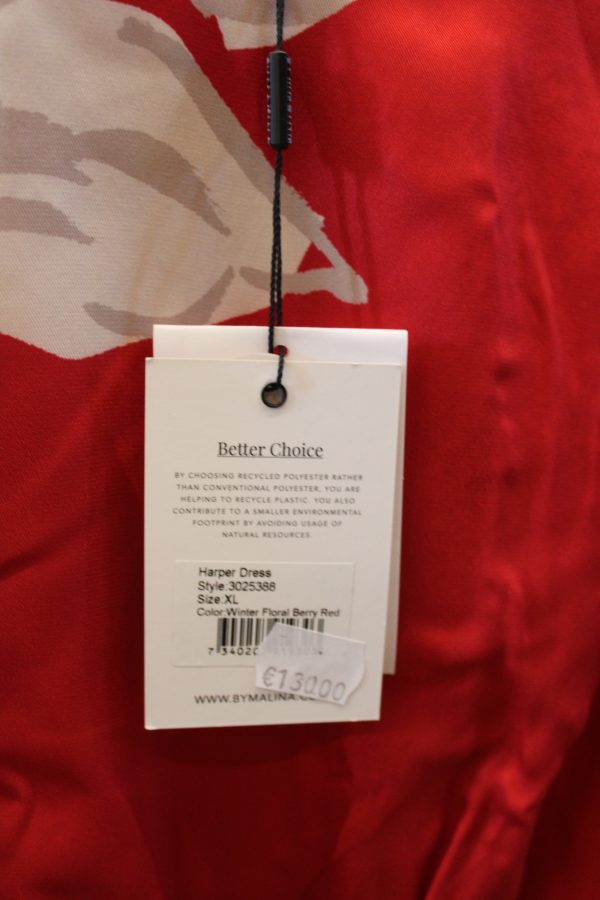 Better Choice
BY CHOOSING RECYCLED POLYESTER RATHER
THAN CONVENTIONAL POLYESTER, YOU ARE
HELPING TO RECYCLE PLASTIC. YOU ALSO
CONTRIBUTE TO A SMALLER ENVIRONMENTAL
FOOTPRINT BY AVOIDING USAGE OF
NATURAL RESOURCES.
Harper Dress
Style:3025388
Size:XL
Color:Winter Floral Berry Red
7 34020
€130.00
WWW.BYMALINA.C